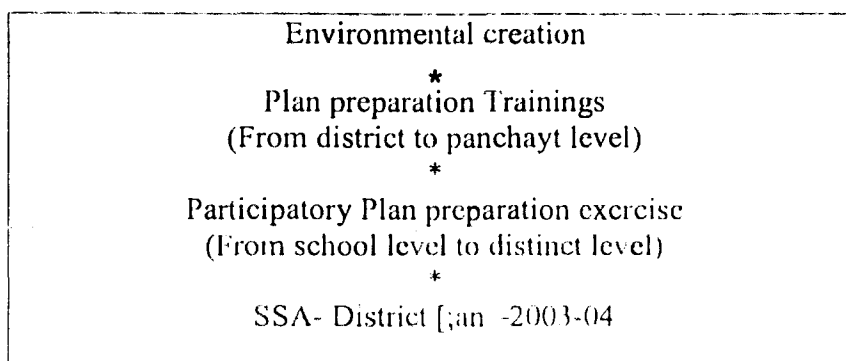 Environmental creation
*
Plan preparation Trainings
(From district to panchayt level)
*
Participatory Plan preparation exercise
(From school level to distinct level)
*
SSA- District [;an -2003-04